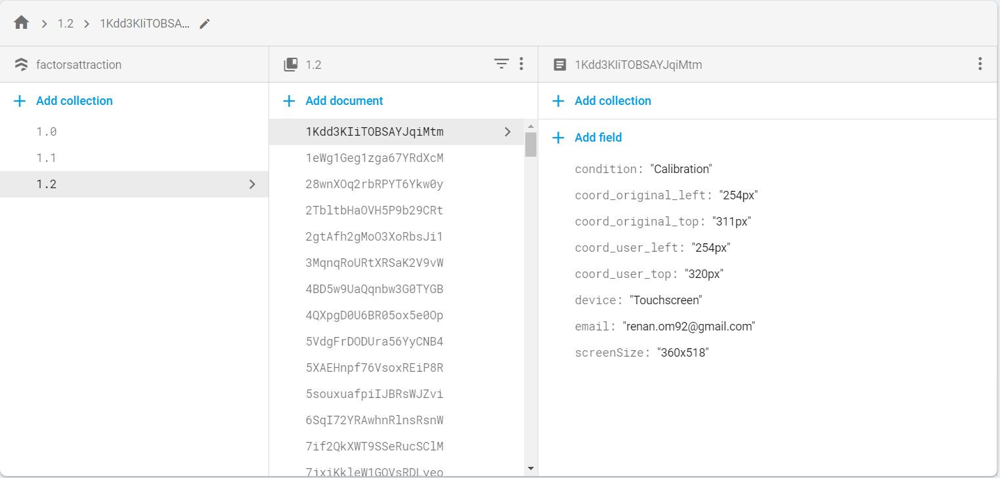 1.2
1Kdd3KIiTOBSA...
factorsattraction
Add collection
1.0
1.1
1.2
1.2
Add document
1Kdd3KIiTOBSAYJqiMtm
1eWg1Geg1zga67YRdXcM
28wnXOq2rbRPYT6Ykw0y
2TbltbHaOVH5P9b29CRt
2gtAfh2gMoO3XoRbsJi1
3MqnqRoURtXRSaK2V9vW
4BD5w9UaQqnbw3G0TYGB
4QXpgD0U6BR05ox5e0Op
5VdgFrDODUra56YyCNB4
5XAEHnpf76VsoxREiP8R
5souxuafpiIJBRsWJZvi
6SqI72YRAwhnRlnsRsnW
7if2QkXWT9SSeRucSClM
1Kdd3KIiTOBSAYJqiMtm
Add collection
Add field
condition: "Calibration"
coord_original_left: "254px"
coord_original_top: "311px"
coord_user_left: "254px"
coord_user_top: "320px"
device: "Touchscreen"
email: "renan.om92@gmail.com"
screenSize: "360x518"